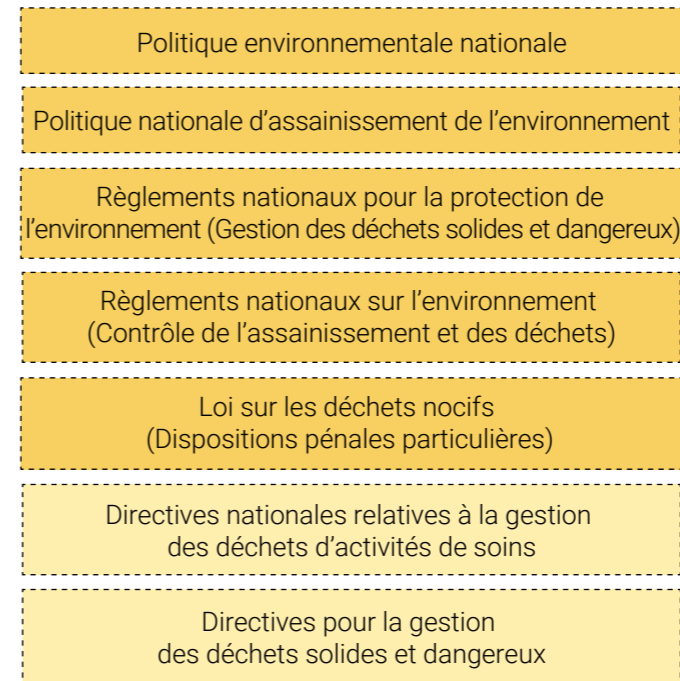 Politique environnementale nationale
Politique nationale d’assainissement de l’environnement
Règlements nationaux pour la protection de
l’environnement (Gestion des déchets solides et dangereux)
Règlements nationaux sur l’environnement
(Contrôle de l’assainissement et des déchets)
Loi sur les déchets nocifs
(Dispositions pénales particulières)
Directives nationales relatives à la gestion
des déchets d’activités de soins
Directives pour la gestion
des déchets solides et dangereux